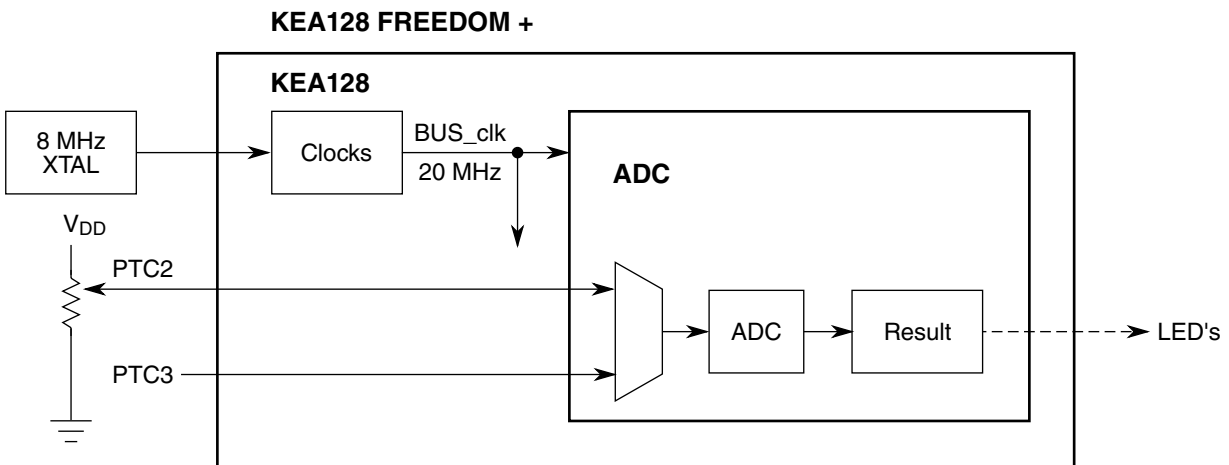 KEA128 FREEDOM +
KEA128
8 MHz
XTAL
Clocks
BUS_clk
20 MHz
ADC
VDD
PTC2
ADC
Result
LED's
PTC3